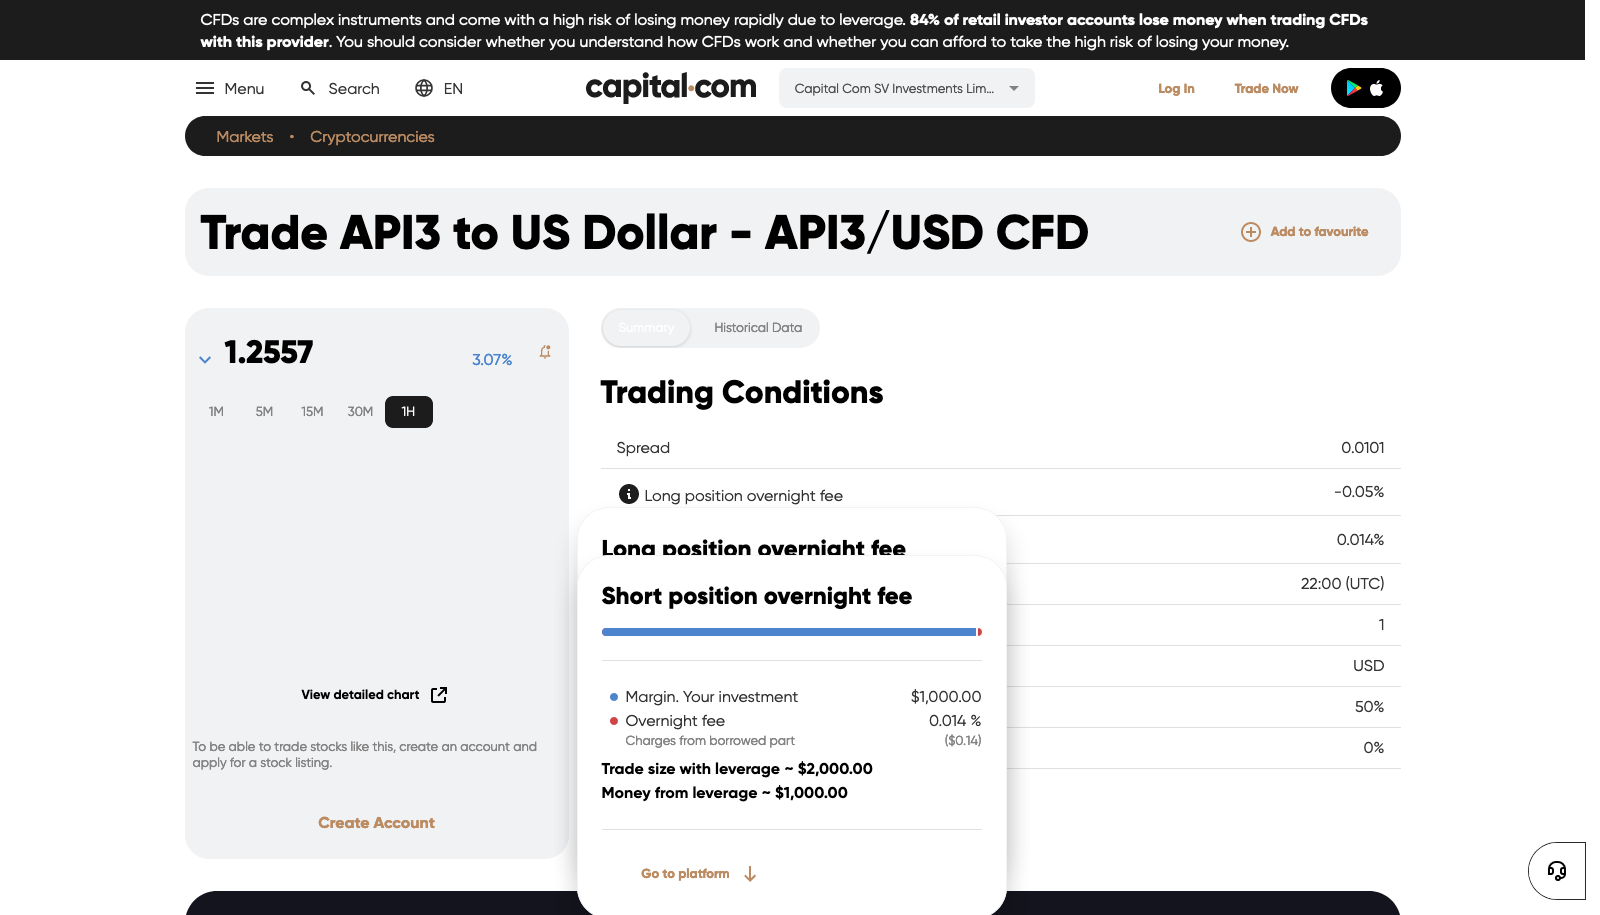 CFDs are complex instruments and come with a high risk of losing money rapidly due to leverage. 84% of retail investor accounts lose money when trading CFDs
with this provider. You should consider whether you understand how CFDs work and whether you can afford to take the high risk of losing your money.
Menu Search EN capital.com Capital Com SV Investments Lim... Log In Trade Now
Markets • Cryptocurrencies
Trade API3 to US Dollar - API3/USD CFD
Add to favourite
1.2557 3.07%
1M 5M 15M 30M 1H
View detailed chart
To be able to trade stocks like this, create an account and
apply for a stock listing.
Create Account
Summary Historical Data
Trading Conditions
Spread 0.0101
Long position overnight fee -0.05%
0.014%
22:00 (UTC)
1
USD
50%
0%
Long position overnight fee
Short position overnight fee
Margin. Your investment $1,000.00
Overnight fee 0.014 %
Charges from borrowed part ($0.14)
Trade size with leverage ~ $2,000.00
Money from leverage ~ $1,000.00
Go to platform